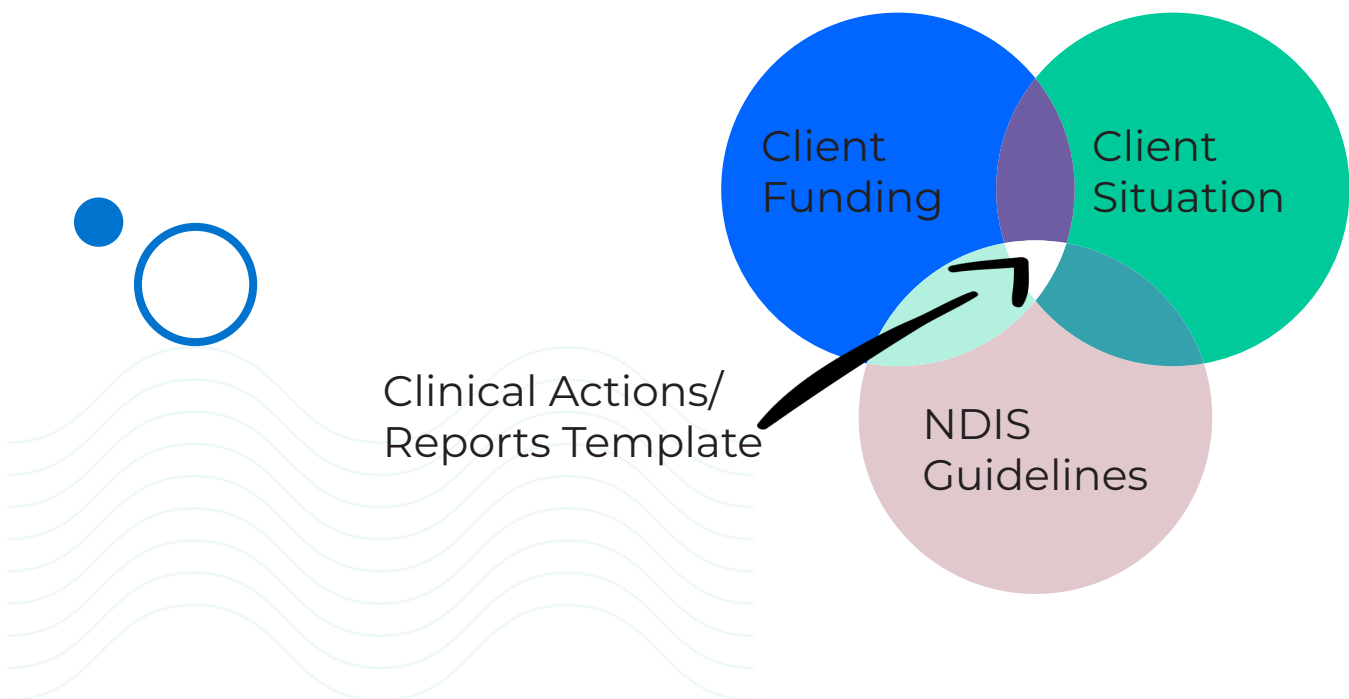 Client
Funding
Client
Situation
Clinical Actions/
Reports Template
NDIS
Guidelines